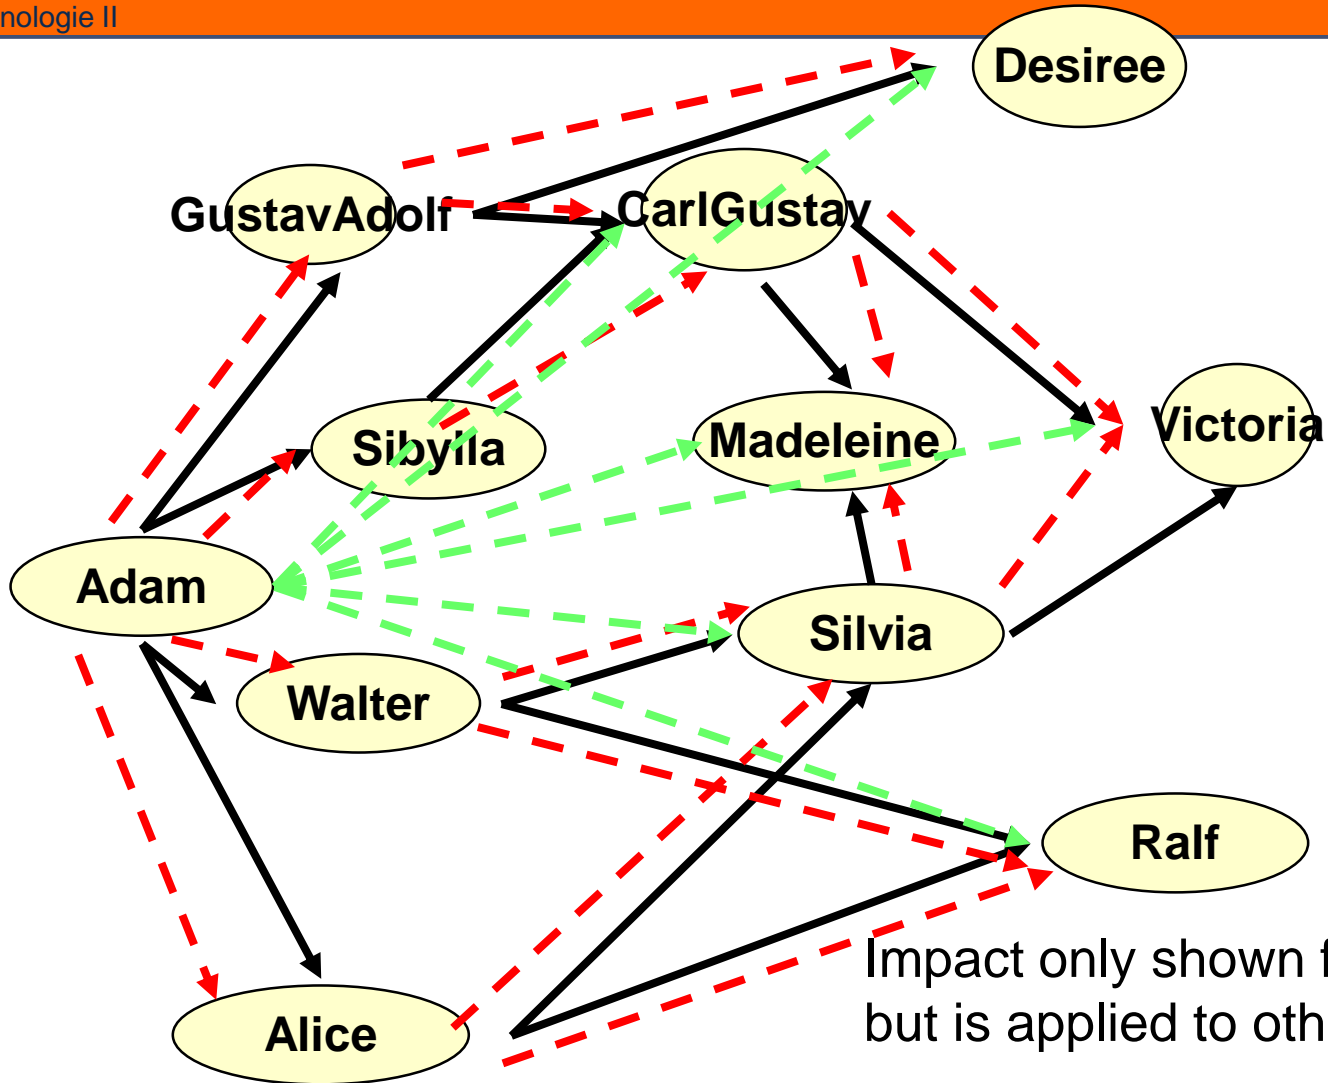 nologie II
Desiree
GustavAdolf
CarlGustav
Sibylla
Madeleine
Victoria
Adam
Silvia
Walter
Ralf
Alice
Impact only shown f
but is applied to oth